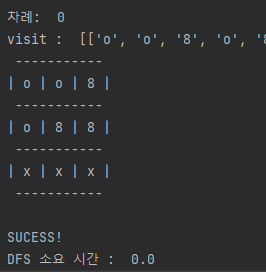 차례:  0
visit :  [['o', 'o', '8', 'o', '8
-----------
| o | o | 8 |
-----------
| o | 8 | 8 |
-----------
| x | x | x |
-----------
SUCESS!
DFS 소요 시간 :  0.0